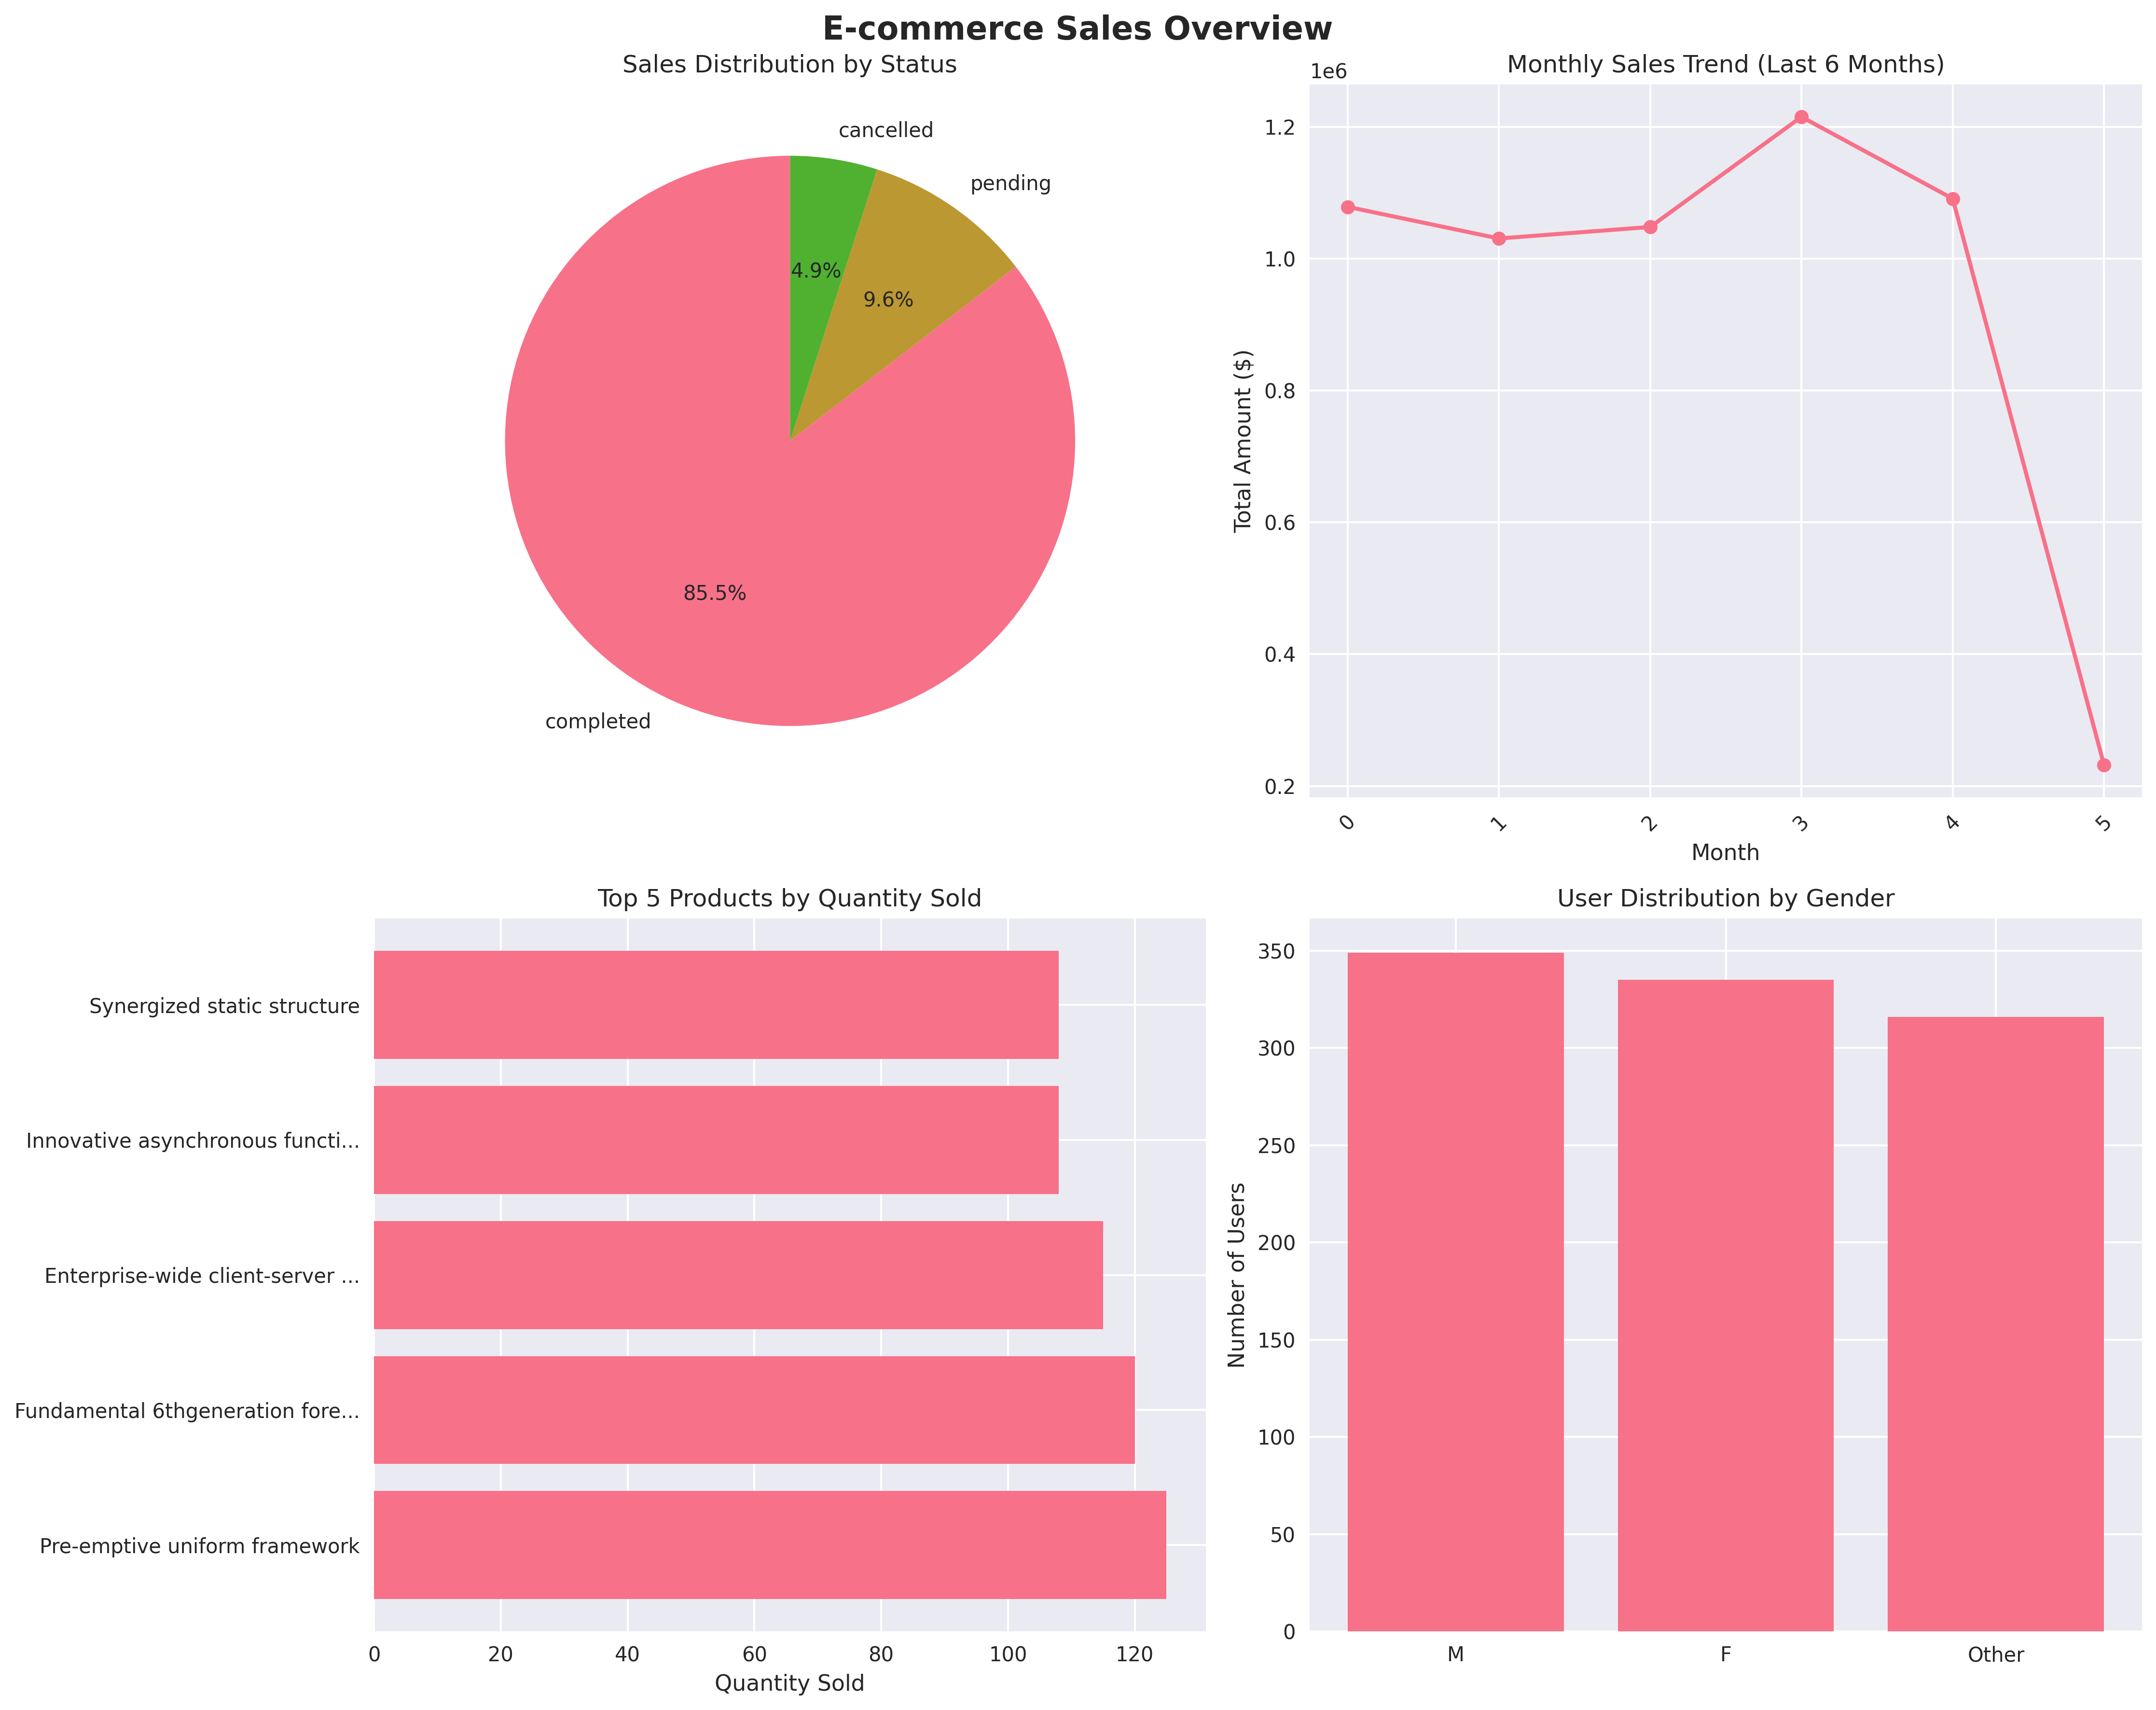 E-commerce Sales Overview
Sales Distribution by Status
cancelled
pending
4.9%
9.6%
85.5%
completed
Monthly Sales Trend (Last 6 Months)
1e6
1.2
1.0
0.8
0.6
0.4
0.2
Total Amount ($)
0 1 2 3 4 5
Month
Top 5 Products by Quantity Sold
Synergized static structure
Innovative asynchronous functi...
Enterprise-wide client-server ...
Fundamental 6thgeneration fore...
Pre-emptive uniform framework
0 20 40 60 80 100 120
Quantity Sold
User Distribution by Gender
350
300
250
200
150
100
50
0
Number of Users
M F Other